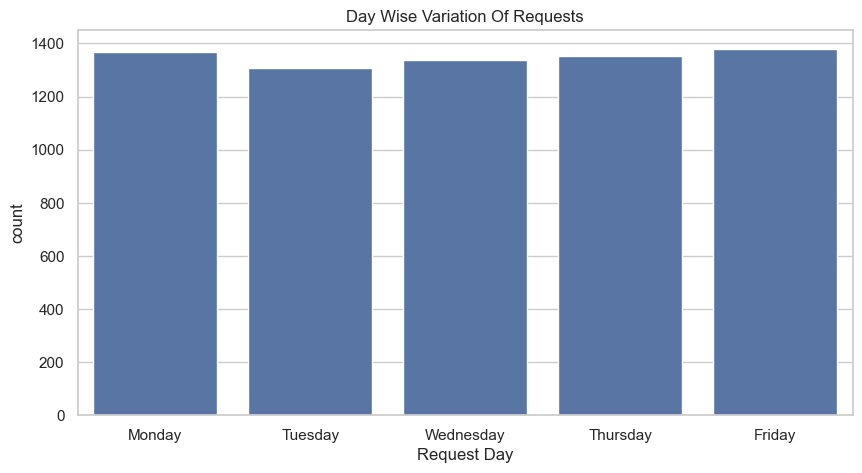 Day Wise Variation Of Requests
1400
1200
1000
800
600
400
200
0
count
Monday
Tuesday
Wednesday
Thursday
Friday
Request Day